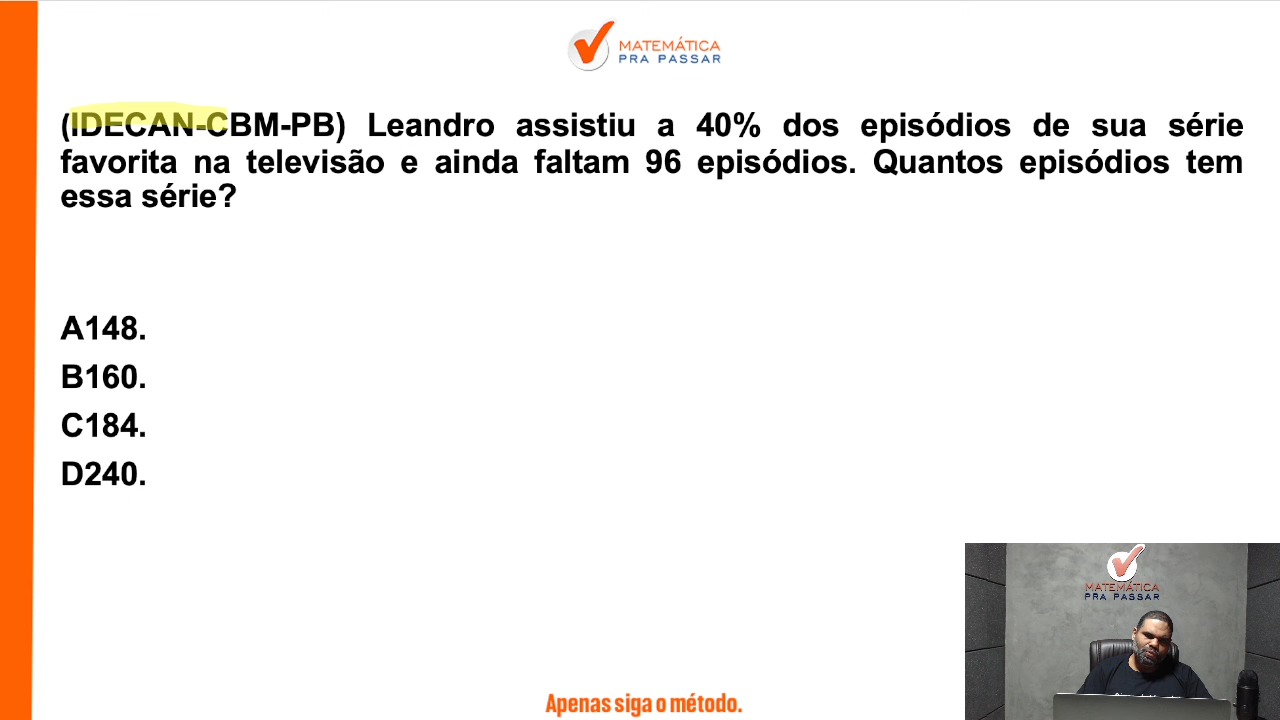 MATEMÁTICA
PRA PASSAR
(IDECAN-CBM-PB) Leandro assistiu a 40% dos episódios de sua série
favorita na televisão e ainda faltam 96 episódios. Quantos episódios tem
essa série?
A148.
B160.
C184.
D240.
MATEMÁTICA
PRA PASSAR
Apenas siga o método.